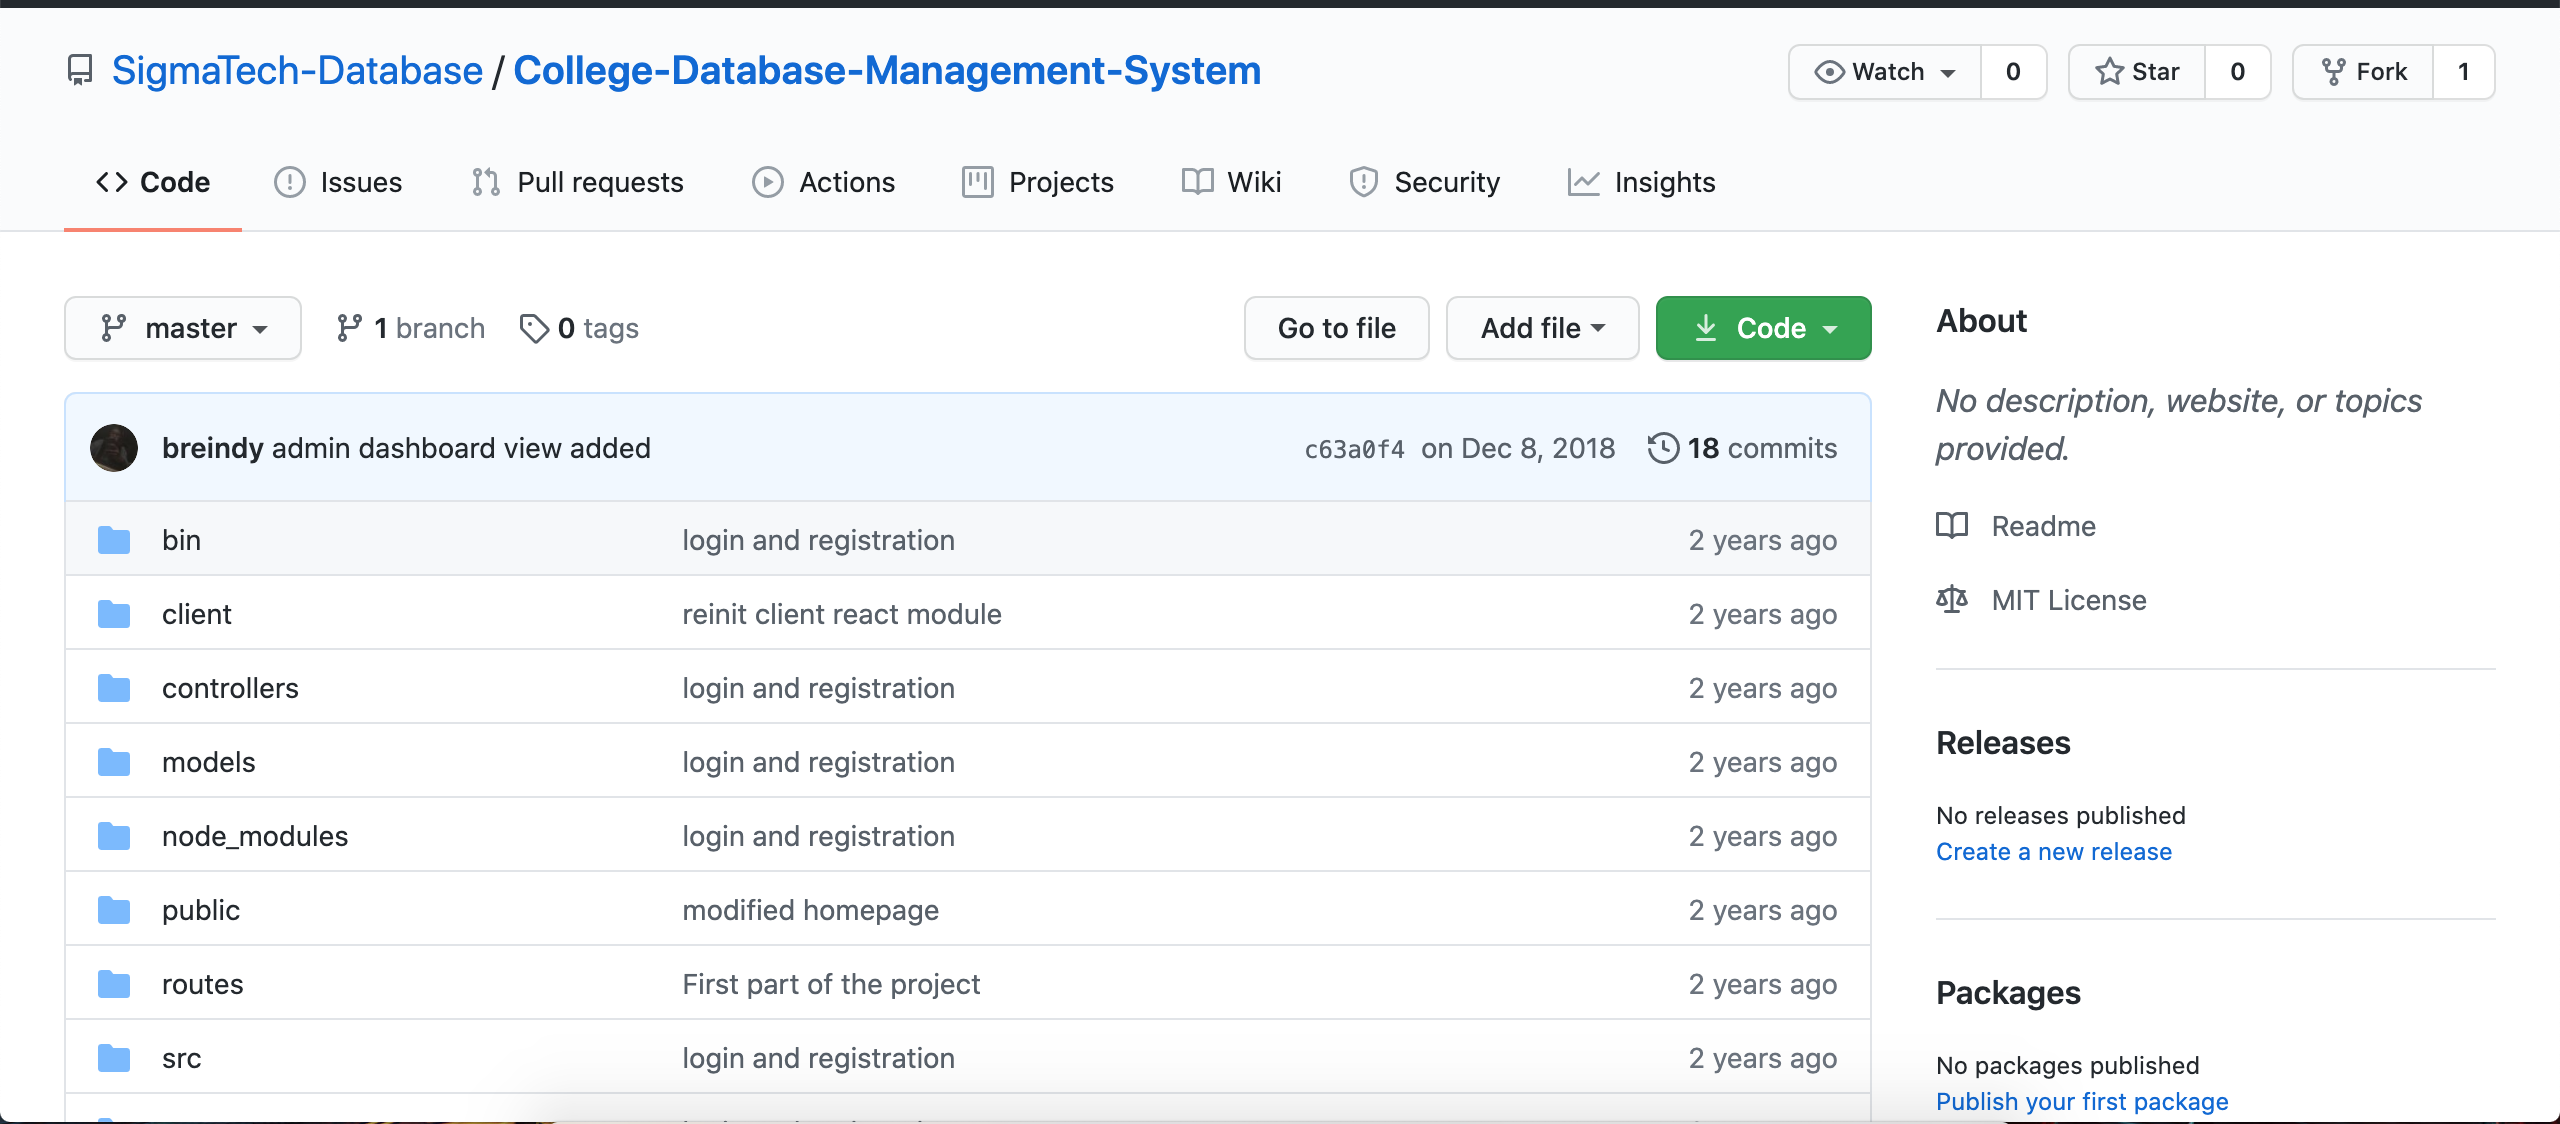 SigmaTech-Database / College-Database-Management-System
Watch 0
Star 0
Fork 1
Code
Issues
Pull requests
Actions
Projects
Wiki
Security
Insights
master
1 branch
0 tags
Go to file
Add file
Code
breindy admin dashboard view added c63a0f4 on Dec 8, 2018 18 commits
bin login and registration 2 years ago
client reinit client react module 2 years ago
controllers login and registration 2 years ago
models login and registration 2 years ago
node_modules login and registration 2 years ago
public modified homepage 2 years ago
routes First part of the project 2 years ago
src login and registration 2 years ago
About
No description, website, or topics
provided.
Readme
MIT License
Releases
No releases published
Create a new release
Packages
No packages published
Publish your first package